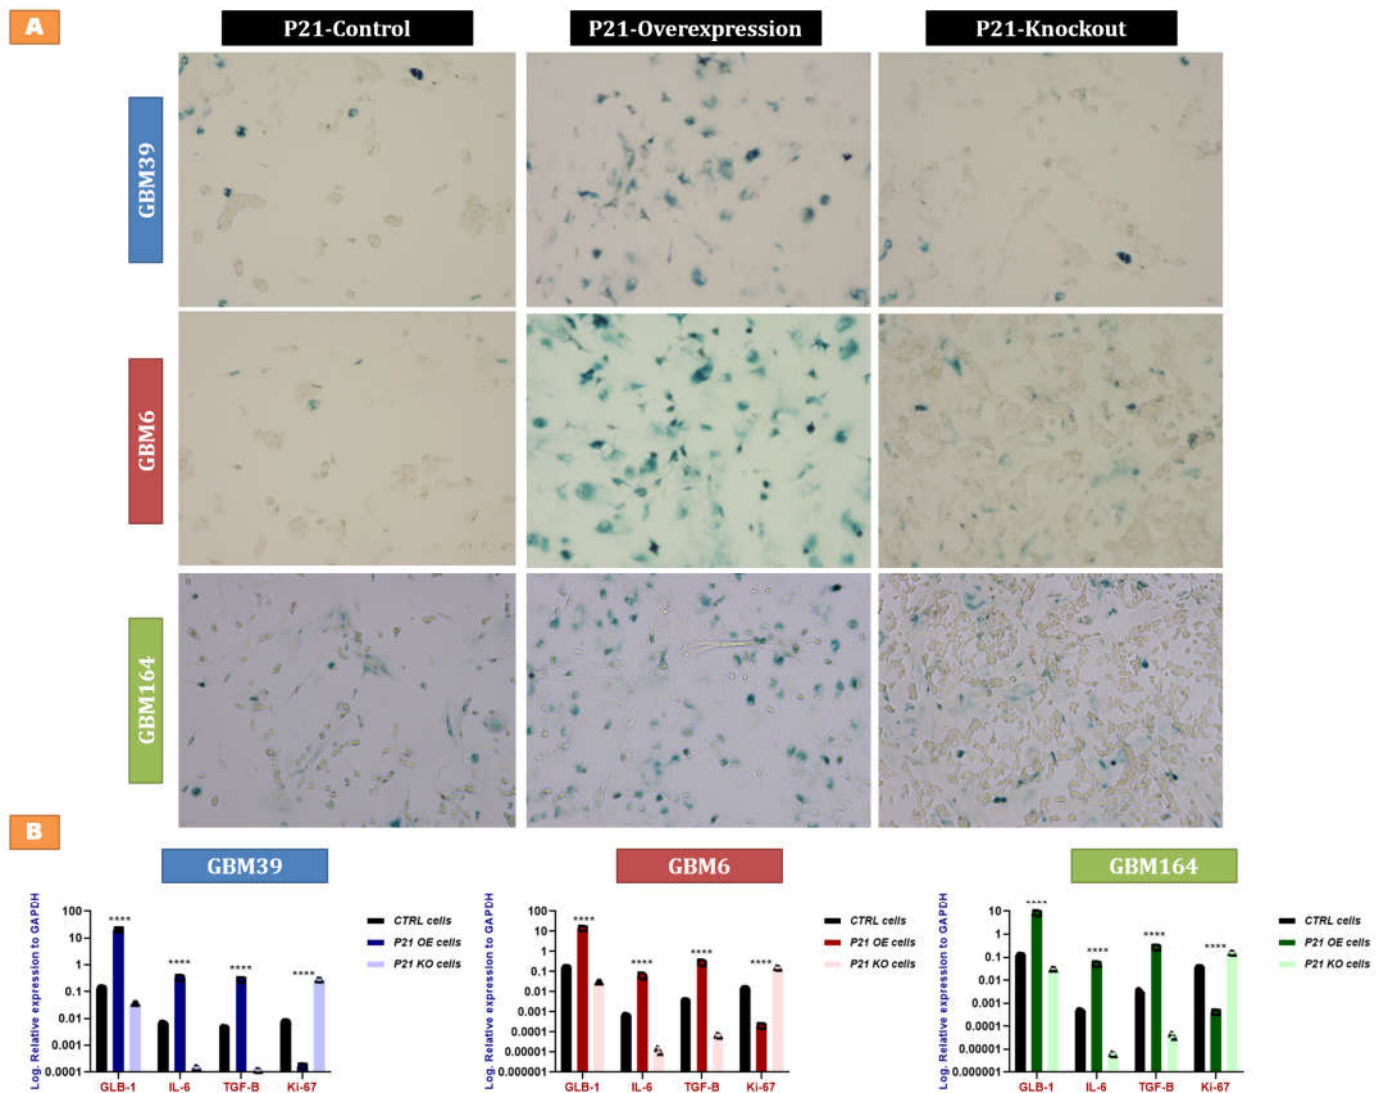 A
P21-Control P21-Overexpression P21-Knockout
GBM39
GBM6
GBM164
B
GBM39 GBM6 GBM164
Log. Relative expression to GAPDH
100
10
1
0.1
0.01
0.001
0.0001
****
****
****
****
GLB-1 IL-6 TGF-B Ki-67
CTRL cells
P21 OE cells
P21 KO cells
Log. Relative expression to GAPDH
100
10
1
0.1
0.01
0.001
0.0001
0.00001
0.000001
****
****
****
****
GLB-1 IL-6 TGF-B Ki-67
CTRL cells
P21 OE cells
P21 KO cells
Log. Relative expression to GAPDH
10
1
0.1
0.01
0.001
0.0001
0.00001
0.000001
****
****
****
****
GLB-1 IL-6 TGF-B Ki-67
CTRL cells
P21 OE cells
P21 KO cells